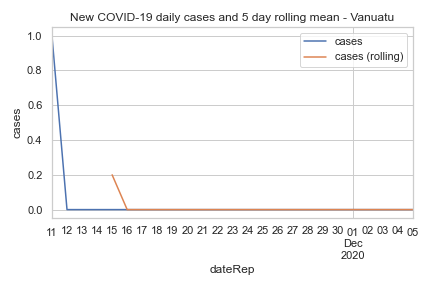 New COVID-19 daily cases and 5 day rolling mean - Vanuatu
cases
cases (rolling)
1.0
0.8
0.6
0.4
0.2
0.0
cases
11 12 13 14 15 16 17 18 19 20 21 22 23 24 25 26 27 28 29 30 01 02 03 04 05
Dec
2020
dateRep